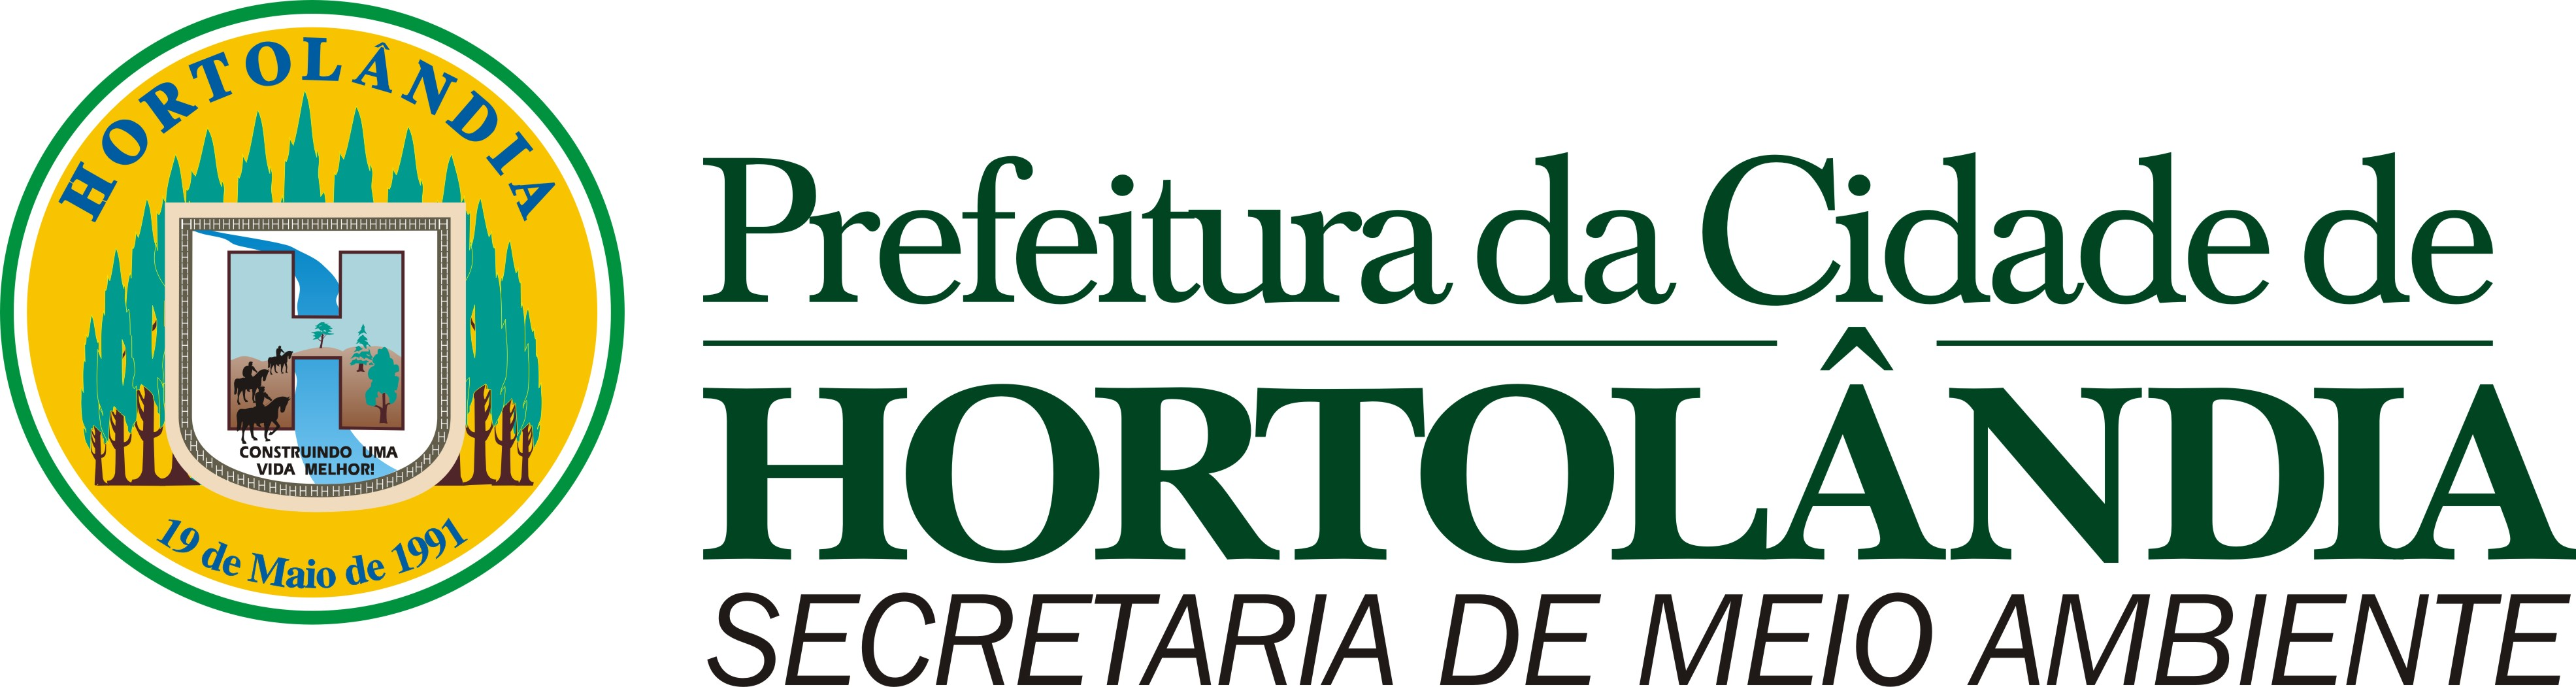 HORTOLÂNDIA
CONSTRUINDO UMA
VIDA MELHOR!
19 de Maio de 1991
Prefeitura da Cidade de
HORTOLÂNDIA
SECRETARIA DE MEIO AMBIENTE